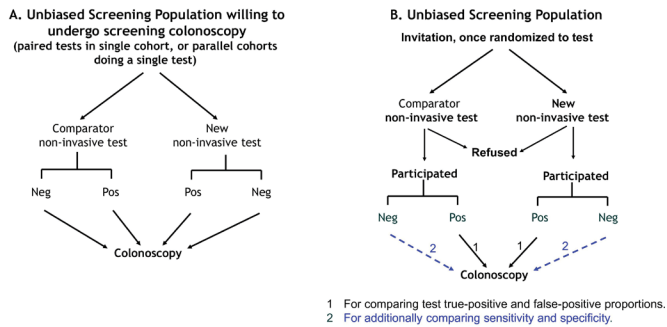 A. Unbiased Screening Population willing to
undergo screening colonoscopy
(paired tests in single cohort, or parallel cohorts
doing a single test)
Comparator
non-invasive test
New
non-invasive test
Neg
Pos
Pos
Neg
Colonoscopy
B. Unbiased Screening Population
Invitation, once randomized to test
Comparator
non-invasive test
New
non-invasive test
Refused
Participated
Participated
Neg
Pos
Pos
Neg
2
1
1
2
Colonoscopy
1 For comparing test true-positive and false-positive proportions.
2 For additionally comparing sensitivity and specificity.